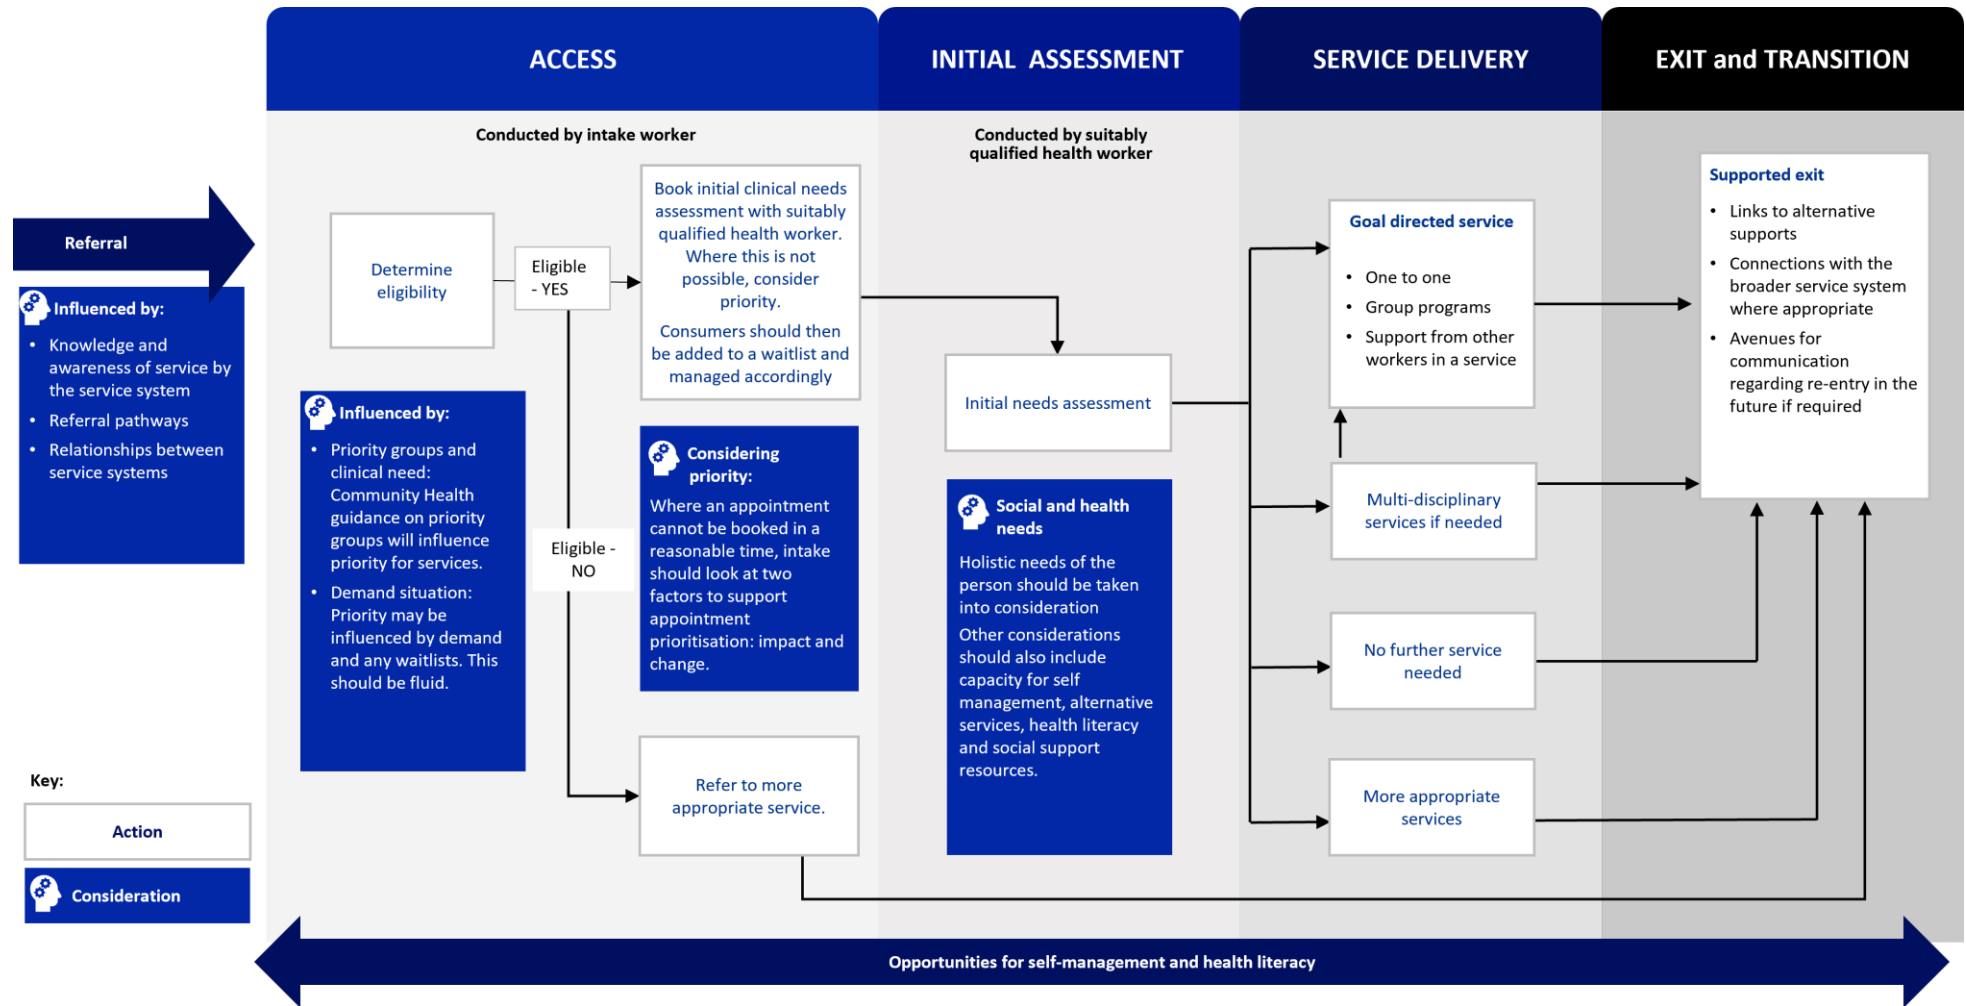 ACCESS
INITIAL ASSESSMENT
SERVICE DELIVERY
EXIT and TRANSITION
Referral
Influenced by:
• Knowledge and
awareness of service by
the service system
• Referral pathways
• Relationships between
service systems
Key:
Action
Consideration
Conducted by intake worker
Determine
eligibility
Eligible
- YES
Book initial clinical needs
assessment with suitably
qualified health worker.
Where this is not
possible, consider
priority.
Consumers should then
be added to a waitlist and
managed accordingly
Influenced by:
• Priority groups and
clinical need:
Community Health
guidance on priority
groups will influence
priority for services.
• Demand situation:
Priority may be
influenced by demand
and any waitlists. This
should be fluid.
Eligible -
NO
Considering
priority:
Where an appointment
cannot be booked in a
reasonable time, intake
should look at two
factors to support
appointment
prioritisation: impact and
change.
Refer to more
appropriate service.
Conducted by suitably
qualified health worker
Initial needs assessment
Social and health
needs
Holistic needs of the
person should be taken
into consideration
Other considerations
should also include
capacity for self
management, alternative
services, health literacy
and social support
resources.
Goal directed service
• One to one
• Group programs
• Support from other
workers in a service
Multi-disciplinary
services if needed
No further service
needed
More appropriate
services
Supported exit
• Links to alternative
supports
• Connections with the
broader service system
where appropriate
• Avenues for
communication
regarding re-entry in the
future if required
Opportunities for self-management and health literacy